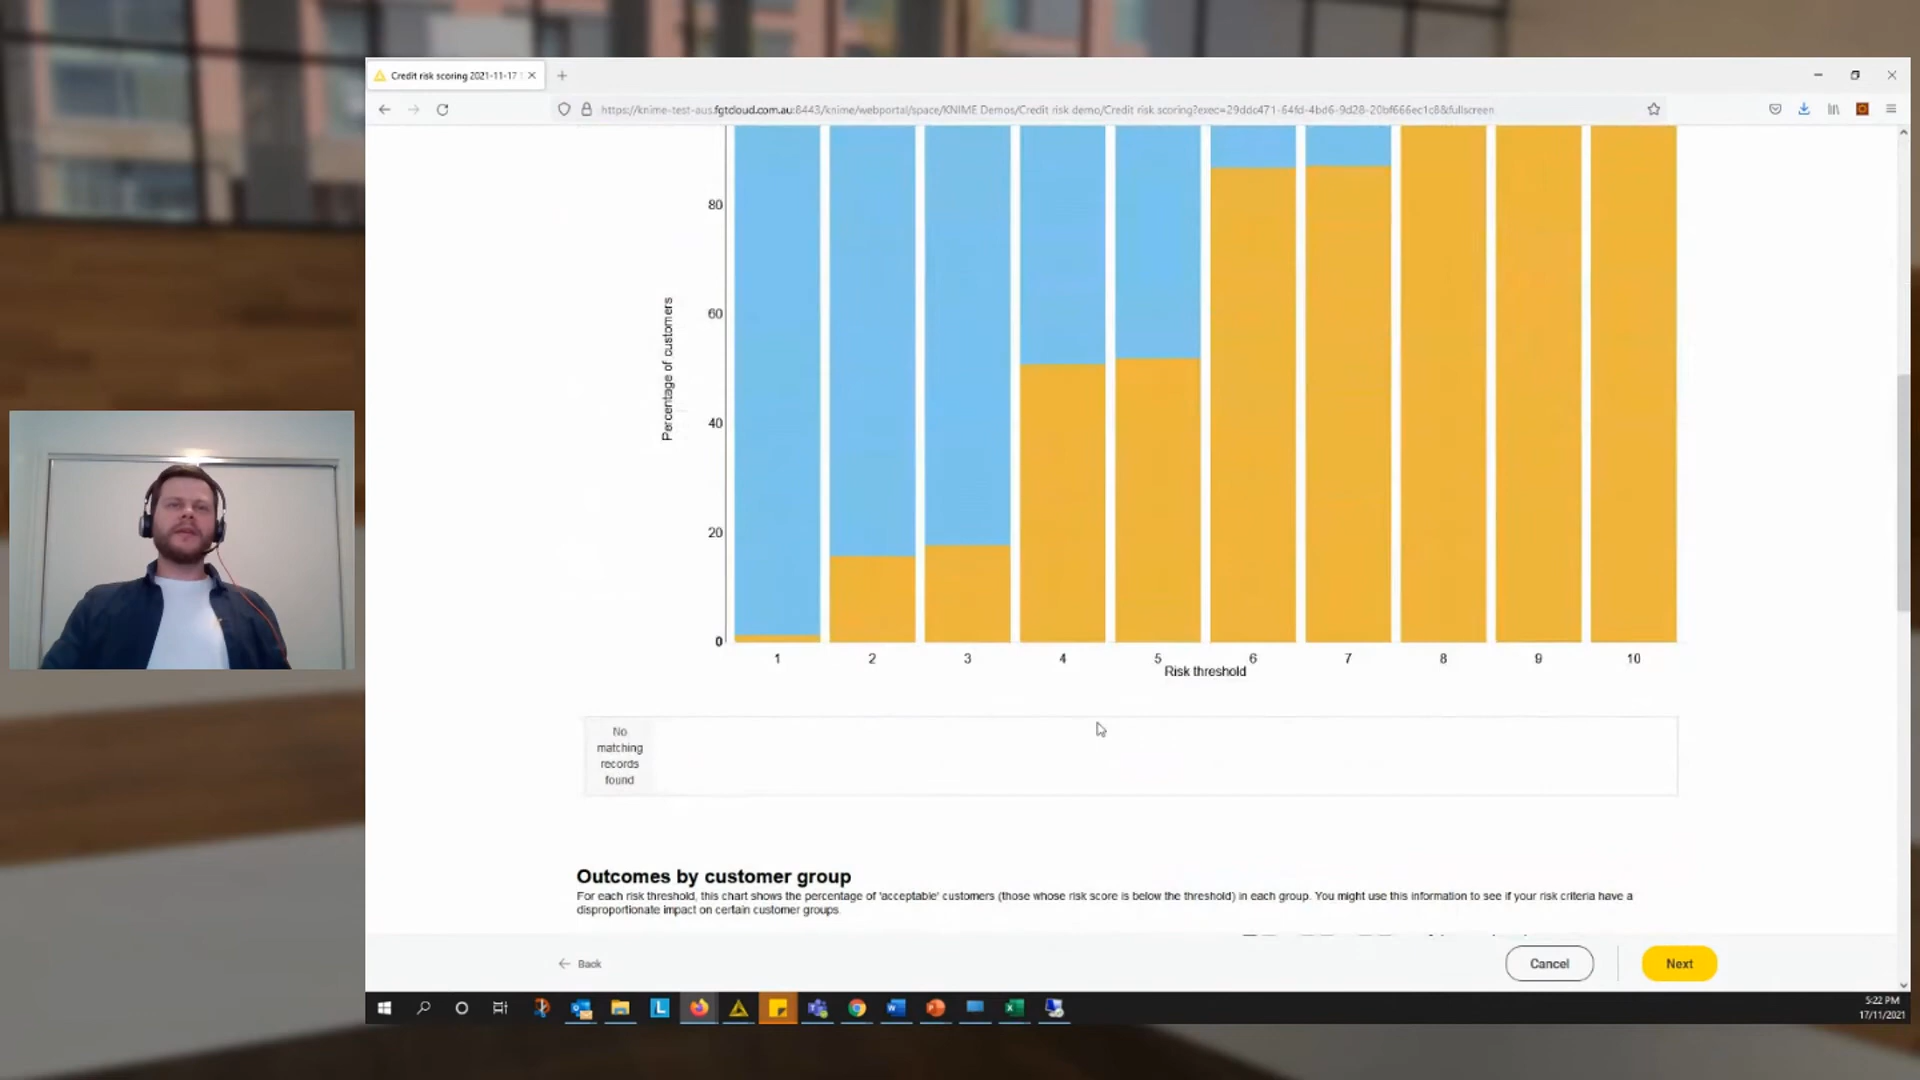 Credit risk scoring 2021-11-17 1
https://knime-test-aus.fgtcloud.com.au:8443/knime/webportal/space/KNIME Demos/Credit risk demo/Credit risk scoring?exec=29ddc471-64fd-4bd6-9d28-20bf666ec1c8&fullscreen
80
60
Percentage of customers
40
20
0
1 2 3 4 5 6 7 8 9 10
Risk threshold
No
matching
records
found
Outcomes by customer group
For each risk threshold, this chart shows the percentage of 'acceptable' customers (those whose risk score is below the threshold) in each group. You might use this information to see if your risk criteria have a
disproportionate impact on certain customer groups.
Back
Cancel
Next
5:22 PM
17/11/2021